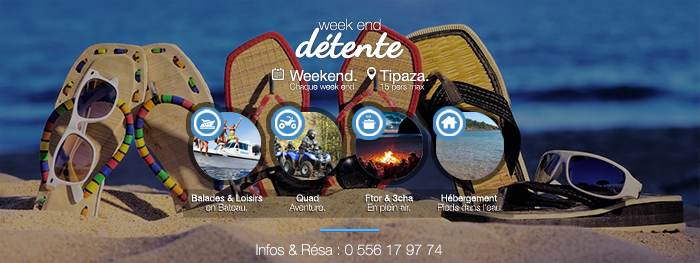 week end
détente
Weekend.
Chaque week end
Tipaza.
15 pers max
Balades & Loisirs
en Bateau.
Quad
Aventure.
Ftor & 3cha
En plein air.
Hébergement
Pieds dans l'eau.
Infos & Résa : 0 556 17 97 74